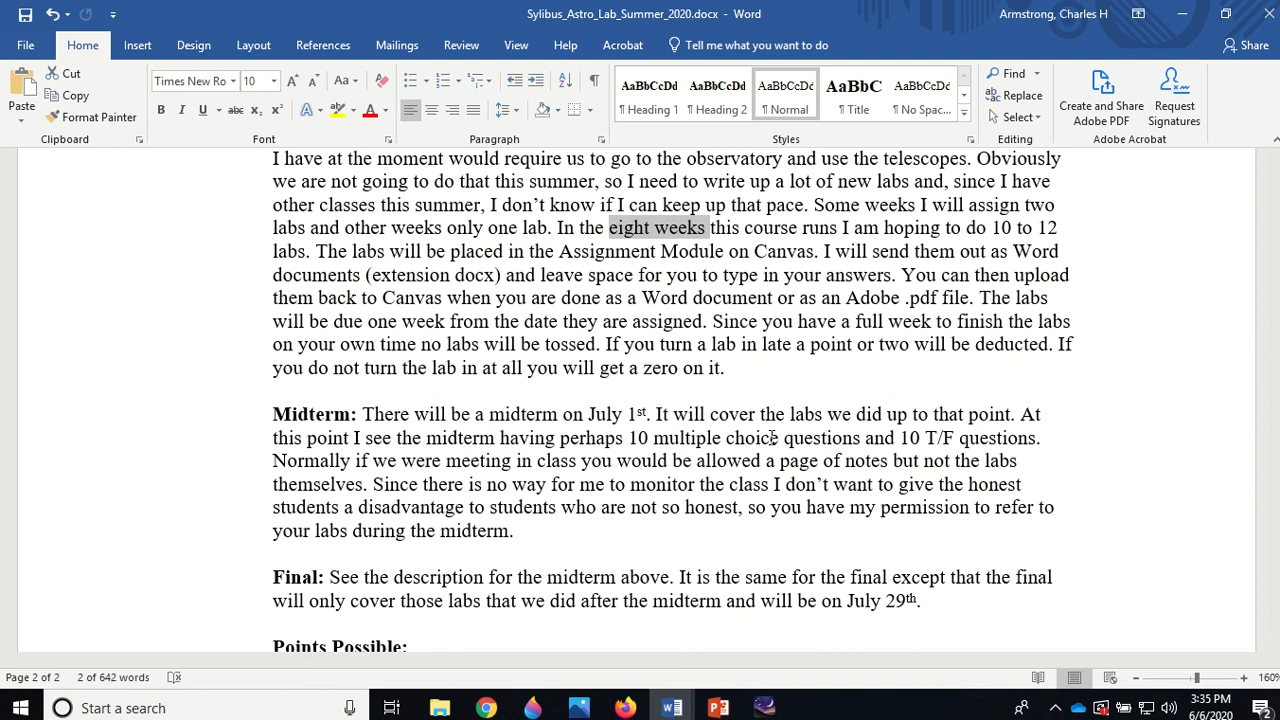 Sylibus_Astro_Lab_Summer_2020.docx - Word
Armstrong, Charles H
File Home Insert Design Layout References Mailings Review View Help Acrobat Tell me what you want to do Share
Paste
Cut
Copy
Format Painter
Clipboard
Times New Ro 10
Font
Paragraph
AaBbCcDd AaBbCcDd AaBbCcDd AaBbC AaBbCcDd
¶ Heading 1 ¶ Heading 2 ¶ Normal ¶ Title ¶ No Spac...
Styles
Find
Replace
Select
Editing
Create and Share
Adobe PDF
Request
Signatures
Adobe Acrobat
I have at the moment would require us to go to the observatory and use the telescopes. Obviously
we are not going to do that this summer, so I need to write up a lot of new labs and, since I have
other classes this summer, I don’t know if I can keep up that pace. Some weeks I will assign two
labs and other weeks only one lab. In the eight weeks this course runs I am hoping to do 10 to 12
labs. The labs will be placed in the Assignment Module on Canvas. I will send them out as Word
documents (extension docx) and leave space for you to type in your answers. You can then upload
them back to Canvas when you are done as a Word document or as an Adobe .pdf file. The labs
will be due one week from the date they are assigned. Since you have a full week to finish the labs
on your own time no labs will be tossed. If you turn a lab in late a point or two will be deducted. If
you do not turn the lab in at all you will get a zero on it.
Midterm: There will be a midterm on July 1st. It will cover the labs we did up to that point. At
this point I see the midterm having perhaps 10 multiple choice questions and 10 T/F questions.
Normally if we were meeting in class you would be allowed a page of notes but not the labs
themselves. Since there is no way for me to monitor the class I don’t want to give the honest
students a disadvantage to students who are not so honest, so you have my permission to refer to
your labs during the midterm.
Final: See the description for the midterm above. It is the same for the final except that the final
will only cover those labs that we did after the midterm and will be on July 29th.
Points Possible:
Page 2 of 2 2 of 642 words 160%
Start a search
3:35 PM
6/6/2020
2